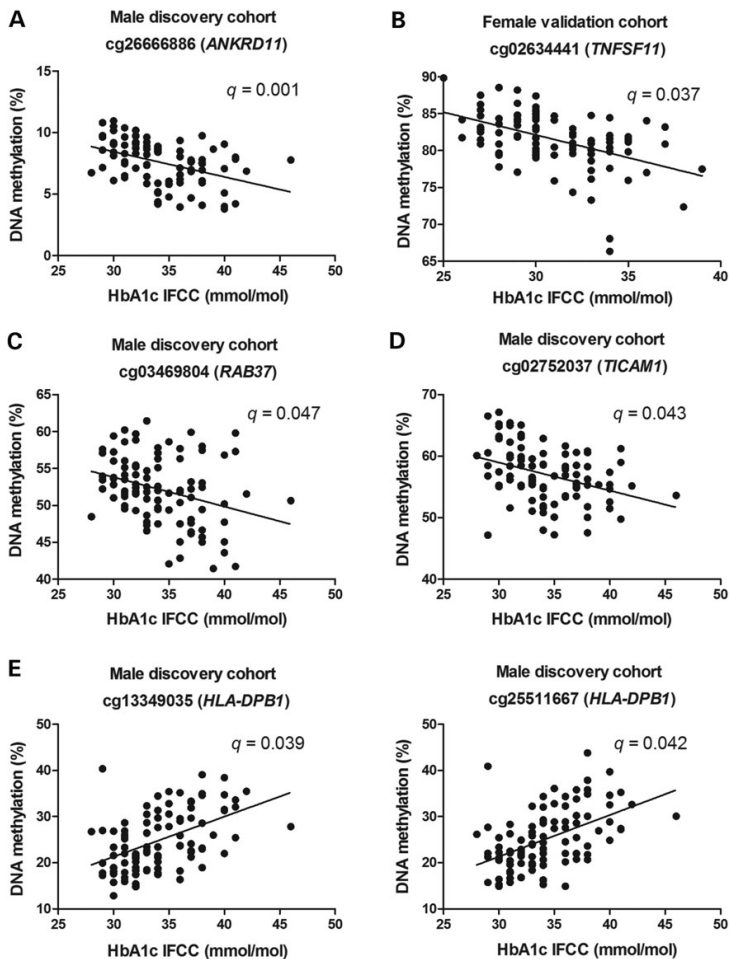 A
Male discovery cohort
cg26666886 (ANKRD11)
q = 0.001
15
10
5
0
25 30 35 40 45 50
DNA methylation (%)
HbA1c IFCC (mmol/mol)
B
Female validation cohort
cg02634441 (TNFSF11)
q = 0.037
90
85
80
75
70
65
25 30 35 40
DNA methylation (%)
HbA1c IFCC (mmol/mol)
C
Male discovery cohort
cg03469804 (RAB37)
q = 0.047
65
60
55
50
45
40
25 30 35 40 45 50
DNA methylation (%)
HbA1c IFCC (mmol/mol)
D
Male discovery cohort
cg02752037 (TICAM1)
q = 0.043
70
60
50
40
25 30 35 40 45 50
DNA methylation (%)
HbA1c IFCC (mmol/mol)
E
Male discovery cohort
cg13349035 (HLA-DPB1)
q = 0.039
50
40
30
20
10
25 30 35 40 45 50
DNA methylation (%)
HbA1c IFCC (mmol/mol)
Male discovery cohort
cg25511667 (HLA-DPB1)
q = 0.042
50
40
30
20
10
25 30 35 40 45 50
DNA methylation (%)
HbA1c IFCC (mmol/mol)